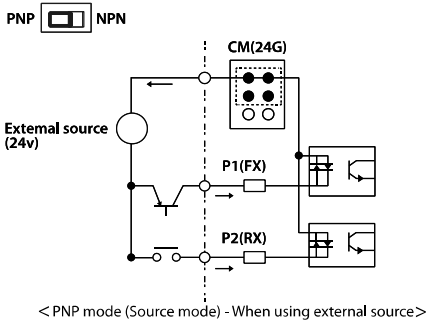 PNP NPN
CM(24G)
External source
(24v)
P1(FX)
P2(RX)
<PNP mode (Source mode) - When using external source>